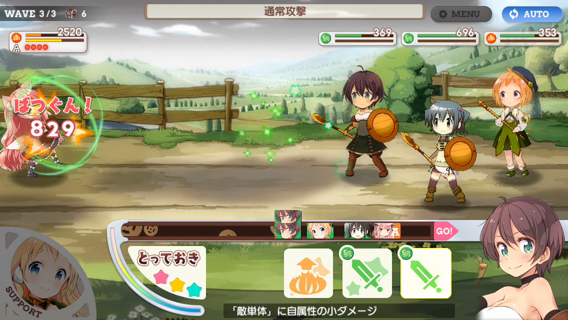 WAVE 3/3 6
通常攻撃
MENU
AUTO
2520
369
696
353
ばつぐん!
829
GO!
とっておき
SUPPORT
「敵単体」に自属性の小ダメージ